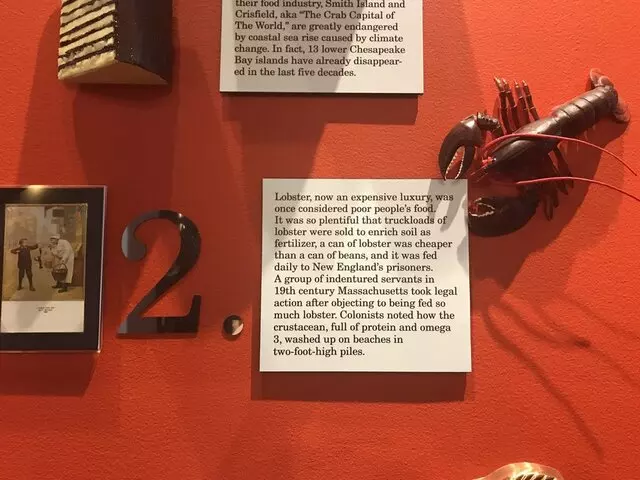 their food industry, Smith Island and
Crisfield, aka “The Crab Capital of
The World,” are greatly endangered
by coastal sea rise caused by climate
change. In fact, 13 lower Chesapeake
Bay islands have already disappear-
ed in the last five decades.
2.
Lobster, now an expensive luxury, was
once considered poor people’s food.
It was so plentiful that truckloads of
lobster were sold to enrich soil as
fertilizer, a can of lobster was cheaper
than a can of beans, and it was fed
daily to New England’s prisoners.
A group of indentured servants in
19th century Massachusetts took legal
action after objecting to being fed so
much lobster. Colonists noted how the
crustacean, full of protein and omega
3, washed up on beaches in
two-foot-high piles.